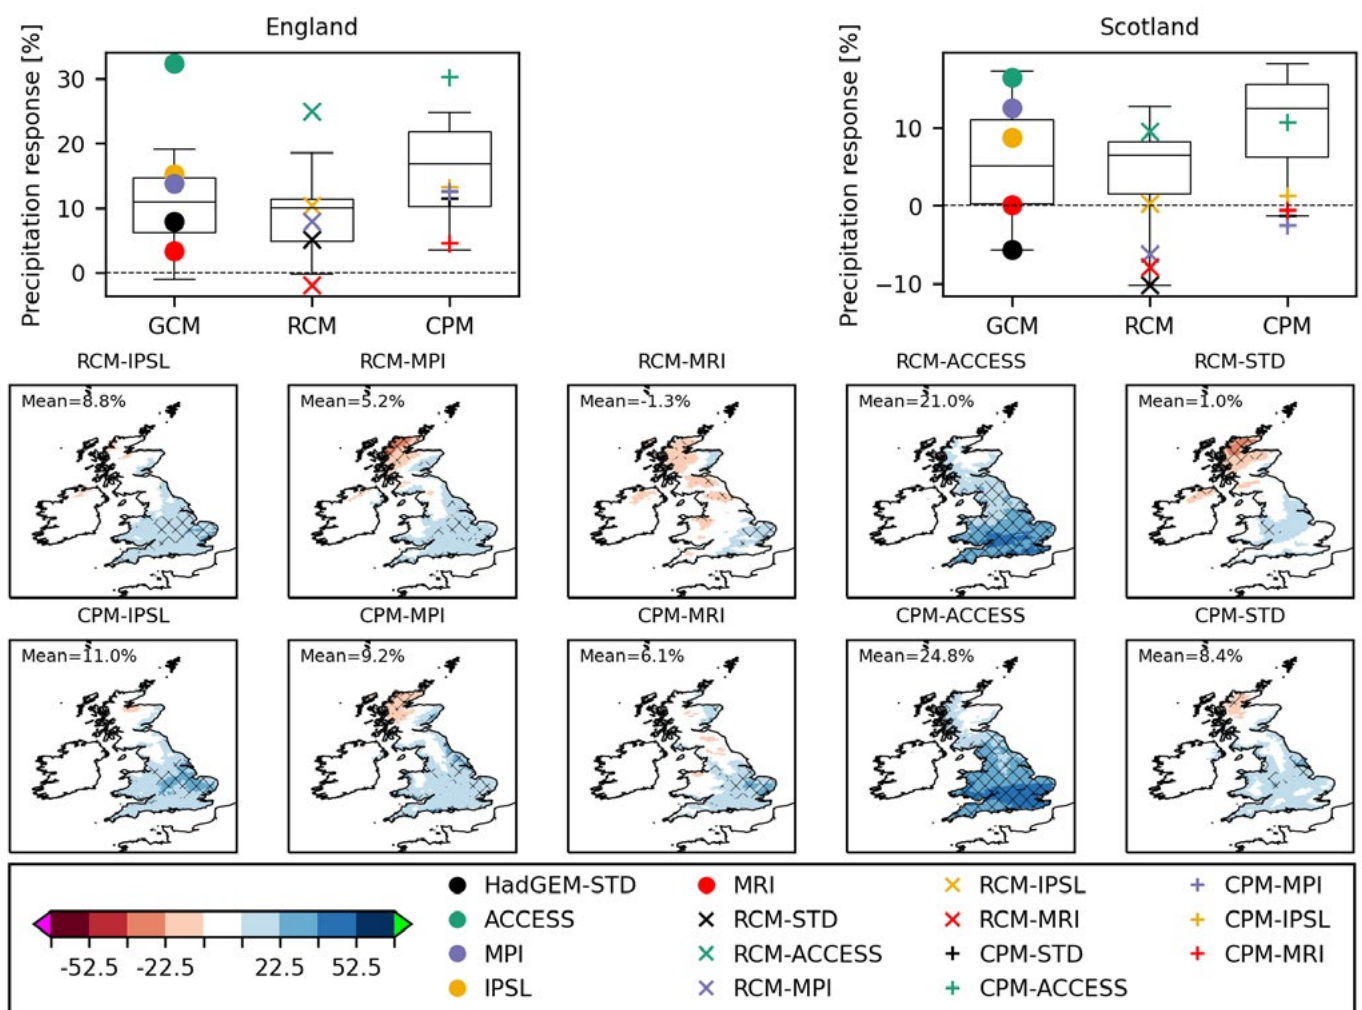 England
Scotland
Precipitation response [%]
30
20
10
0
GCM RCM CPM
Precipitation response [%]
10
0
−10
GCM RCM CPM
RCM-IPSL RCM-MPI RCM-MRI RCM-ACCESS RCM-STD
Mean=8.8% Mean=5.2% Mean=-1.3% Mean=21.0% Mean=1.0%
CPM-IPSL CPM-MPI CPM-MRI CPM-ACCESS CPM-STD
Mean=11.0% Mean=9.2% Mean=6.1% Mean=24.8% Mean=8.4%
-52.5 -22.5 22.5 52.5
HadGEM-STD
ACCESS
MPI
IPSL
MRI
RCM-STD
RCM-ACCESS
RCM-MPI
RCM-IPSL
RCM-MRI
CPM-STD
CPM-ACCESS
CPM-MPI
CPM-IPSL
CPM-MRI